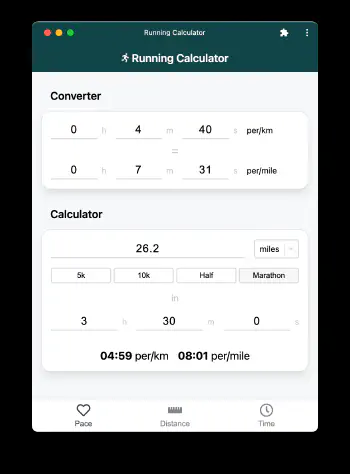 Running Calculator
Running Calculator
Converter
0 h 4 m 40 s per/km
=
0 h 7 m 31 s per/mile
Calculator
26.2 miles
5k 10k Half Marathon
in
3 h 30 m 0 s
04:59 per/km 08:01 per/mile
Pace Distance Time